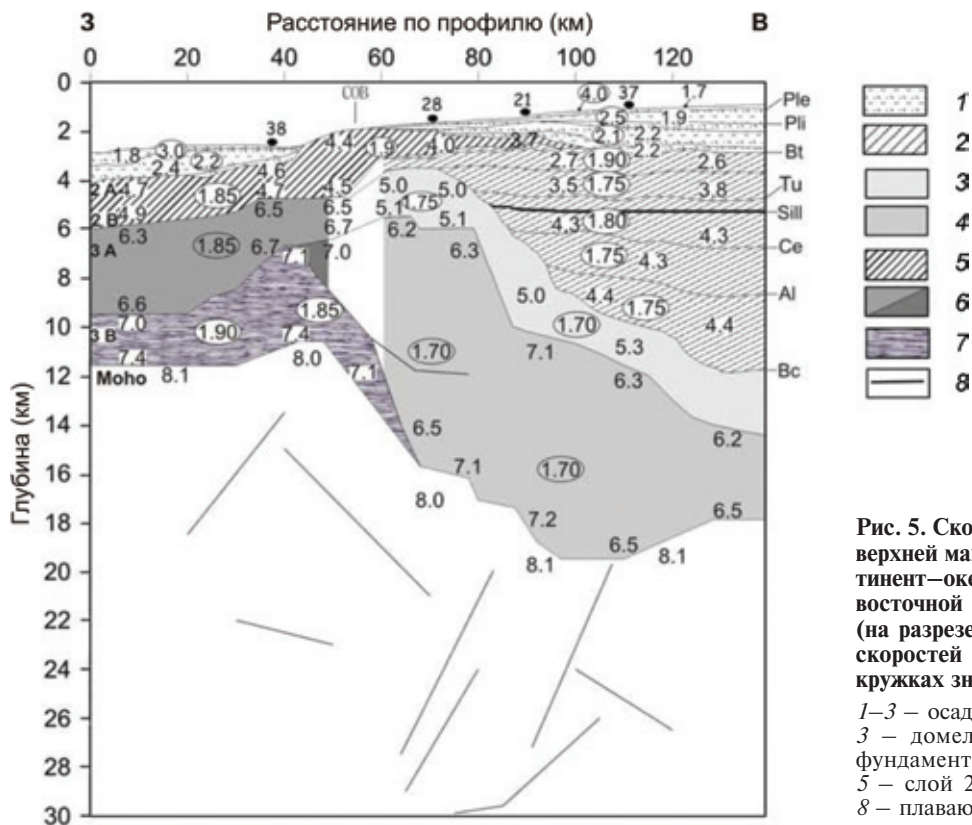 З Расстояние по профилю (км) В
0 20 40 60 80 100 120
Глубина (км)
0
2
4
6
8
10
12
14
16
18
20
22
24
26
28
30
COB
38 28 21 37
4.0 1.7
2.5 1.9
Ple
Pli
Bt
Tu
Sill
Ce
Al
Bc
1.8 3.0 2.4 2.2 4.6
4.4 1.9 4.0 3.7 2.1 2.2 2.2
2.7 1.90 2.6
2 A 4.7 1.85 4.7 4.5 5.0 5.0 3.5 1.75 3.8
2 B 4.9 6.5 6.5 5.1 1.75 5.1 4.3 1.80 4.3
6.3 1.85 6.7 6.7 6.2 6.3 1.75 4.3
3 A 7.1 7.0
6.6 1.85 5.0 4.4 1.75 4.4
7.0 1.90 7.4 1.70 5.3
3 B 7.4 8.0 7.1 1.70 7.1 6.3
Moho 8.1
6.5 6.2
7.1 1.70
8.0 7.2 6.5 6.5
8.1 8.1
1
2
3
4
5
6
7
8
Рис. 5. Ско
верхней ма
тинент—оке
восточной
(на разрезе
скоростей
кружках зн
1—3 — осад
3 — домел
фундамент
5 — слой 2
8 — плаваю